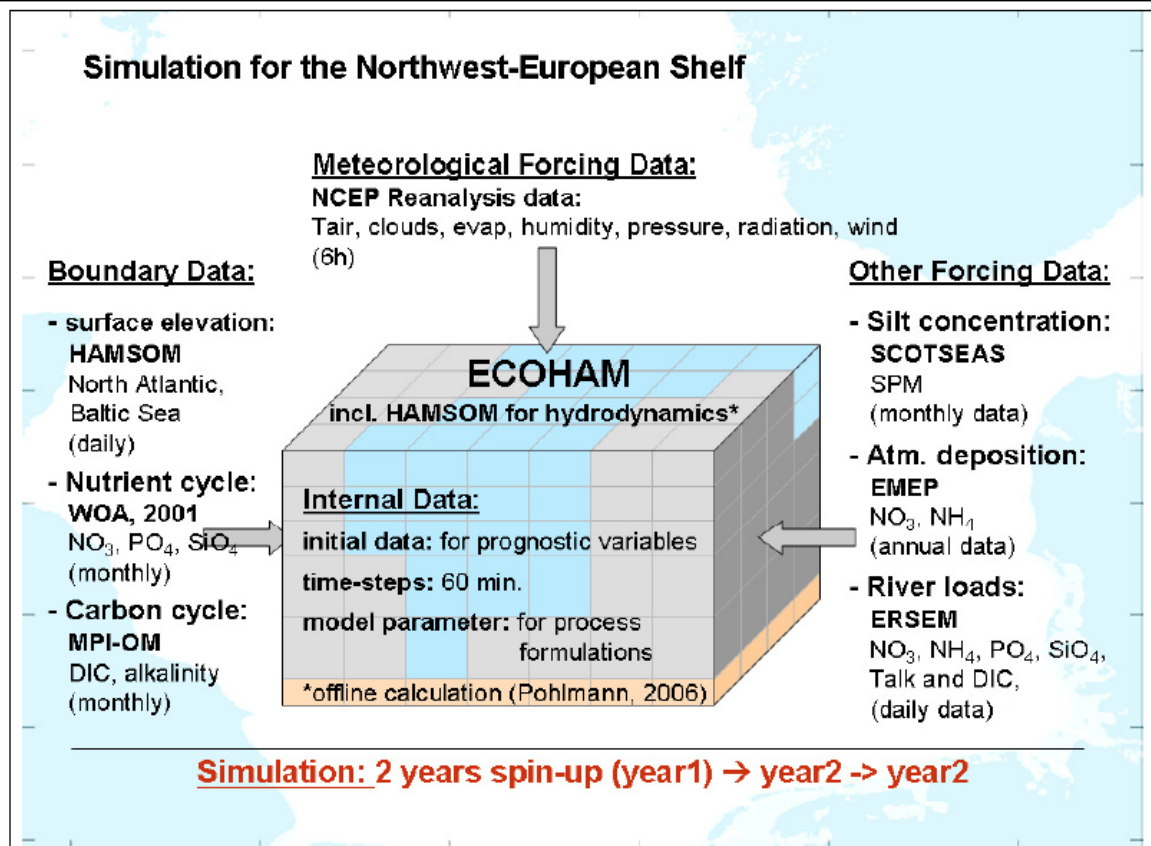 Simulation for the Northwest-European Shelf
Meteorological Forcing Data:
NCEP Reanalysis data:
Tair, clouds, evap, humidity, pressure, radiation, wind
(6h)
Boundary Data:
- surface elevation:
HAMSOM
North Atlantic,
Baltic Sea
(daily)
- Nutrient cycle:
WOA, 2001
NO₃, PO₄, SiO₄
(monthly)
- Carbon cycle:
MPI-OM
DIC, alkalinity
(monthly)
ECOHAM
incl. HAMSOM for hydrodynamics*
Internal Data:
initial data: for prognostic variables
time-steps: 60 min.
model parameter: for process
formulations
*offline calculation (Pohlmann, 2006)
Other Forcing Data:
- Silt concentration:
SCOTSEAS
SPM
(monthly data)
- Atm. deposition:
EMEP
NO₃, NH₄
(annual data)
- River loads:
ERSEM
NO₃, NH₄, PO₄, SiO₄,
Talk and DIC,
(daily data)
Simulation: 2 years spin-up (year1) → year2 -> year2